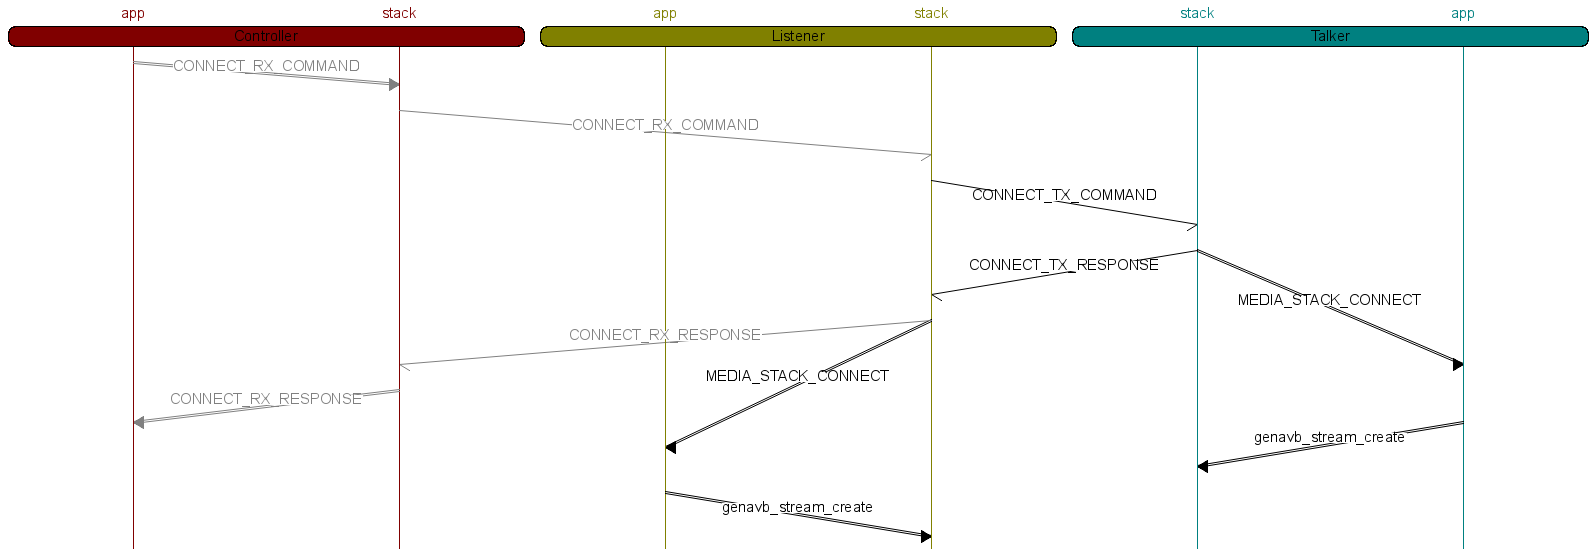 app stack app stack stack app
Controller Listener Talker
CONNECT_RX_COMMAND
CONNECT_RX_COMMAND
CONNECT_TX_COMMAND
CONNECT_TX_RESPONSE
MEDIA_STACK_CONNECT
CONNECT_RX_RESPONSE
MEDIA_STACK_CONNECT
CONNECT_RX_RESPONSE
genavb_stream_create
genavb_stream_create